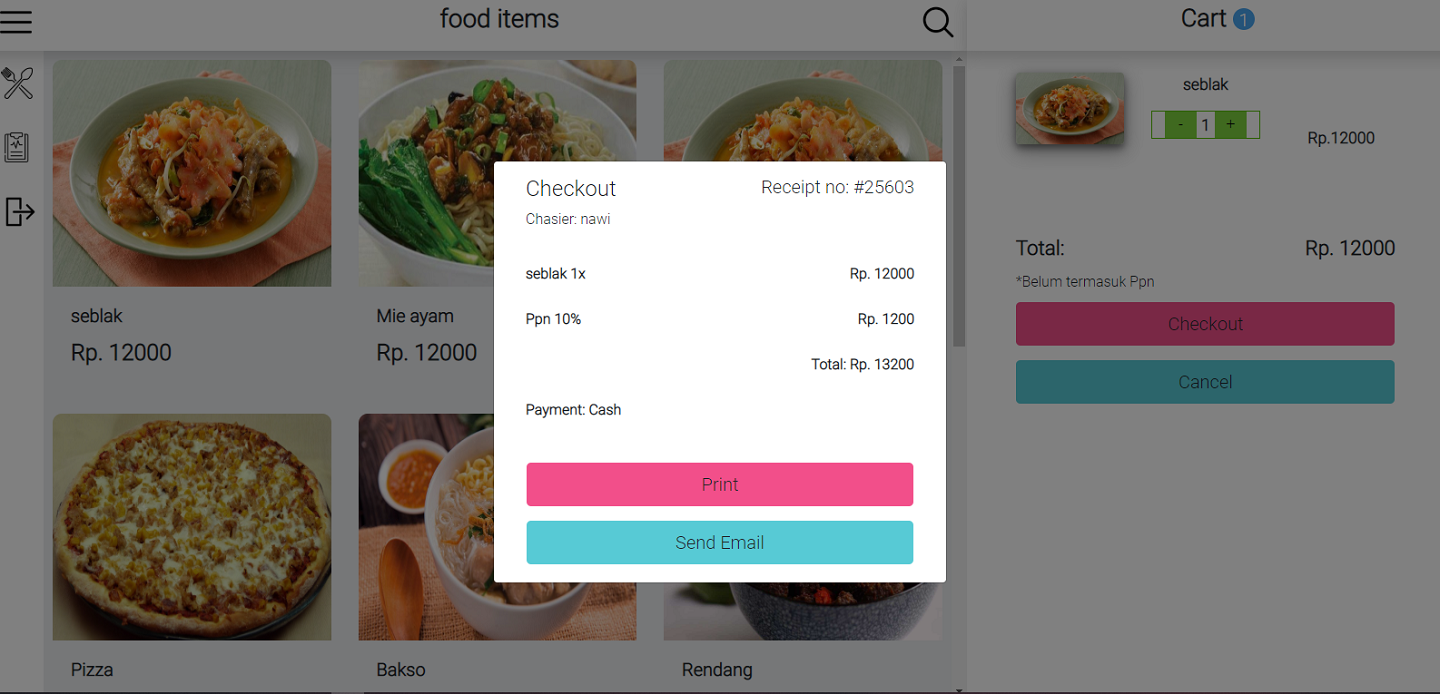 food items
Cart 1
seblak
- 1 +
Rp.12000
Total: Rp. 12000
*Belum termasuk Ppn
Checkout
Cancel
seblak
Rp. 12000
Mie ayam
Rp. 12000
Pizza
Bakso
Rendang
Checkout
Receipt no: #25603
Chasier: nawi
seblak 1x Rp. 12000
Ppn 10% Rp. 1200
Total: Rp. 13200
Payment: Cash
Print
Send Email